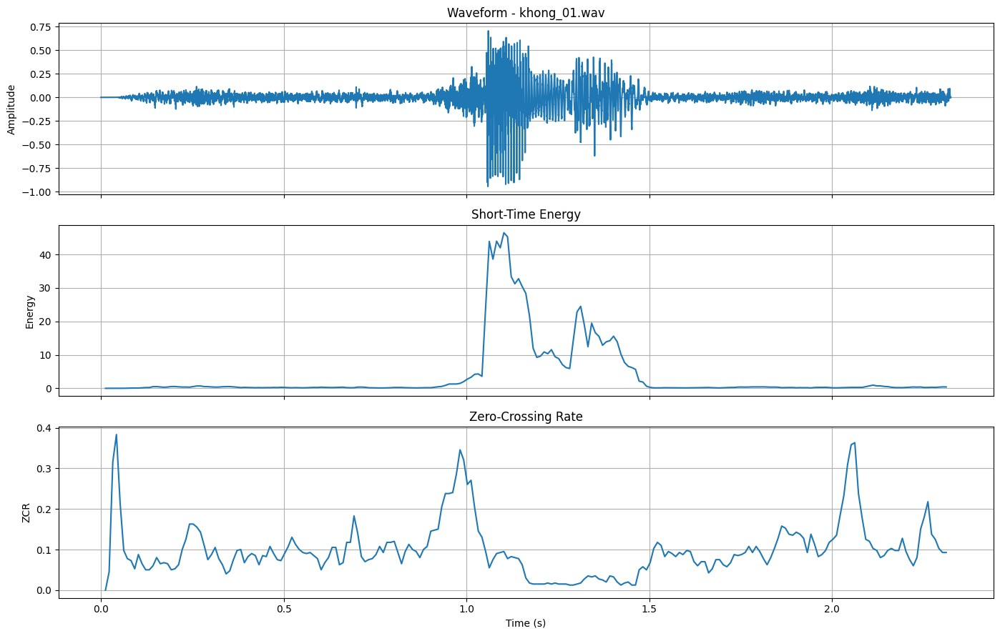 Waveform - khong_01.wav
Amplitude
0.75
0.50
0.25
0.00
−0.25
−0.50
−0.75
−1.00
Short-Time Energy
Energy
40
30
20
10
0
Zero-Crossing Rate
ZCR
0.4
0.3
0.2
0.1
0.0
0.0 0.5 1.0 1.5 2.0
Time (s)